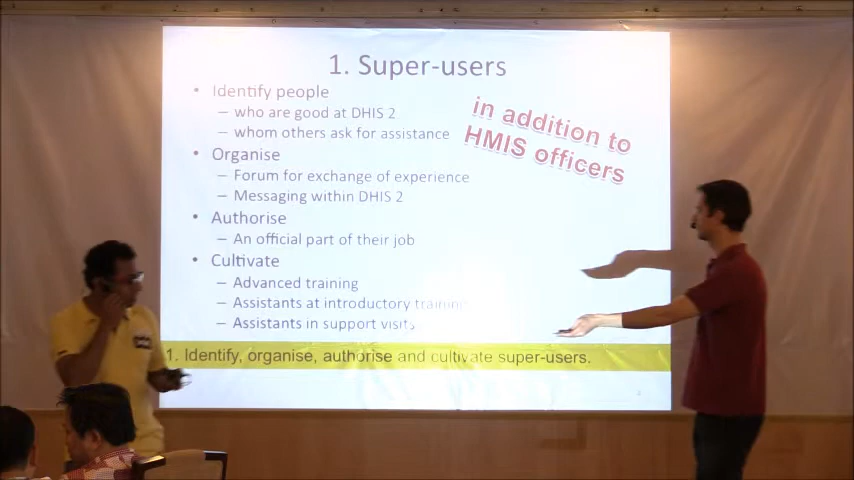 1. Super-users
• Identify people
– who are good at DHIS 2
– whom others ask for assistance
in addition to
HMIS officers
• Organise
– Forum for exchange of experience
– Messaging within DHIS 2
• Authorise
– An official part of their job
• Cultivate
– Advanced training
– Assistants at introductory training
– Assistants in support visits
1. Identify, organise, authorise and cultivate super-users.